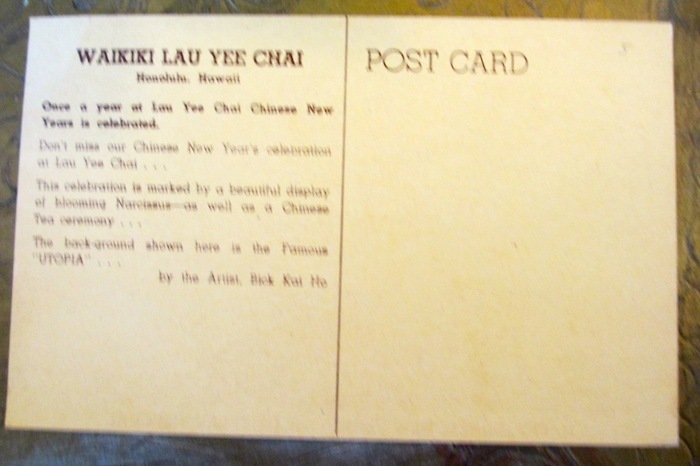 WAIKIKI LAU YEE CHAI
Honolulu, Hawaii
Once a year at Lau Yee Chai Chinese New
Years is celebrated.
Don't miss our Chinese New Year's celebration
at Lau Yee Chai . . .
This celebration is marked by a beautiful display
of blooming Narcissus—as well as a Chinese
Tea ceremony . . .
The back-ground shown here is the Famous
"UTOPIA" . . .
by the Artist, Biok Kai Ho
POST CARD